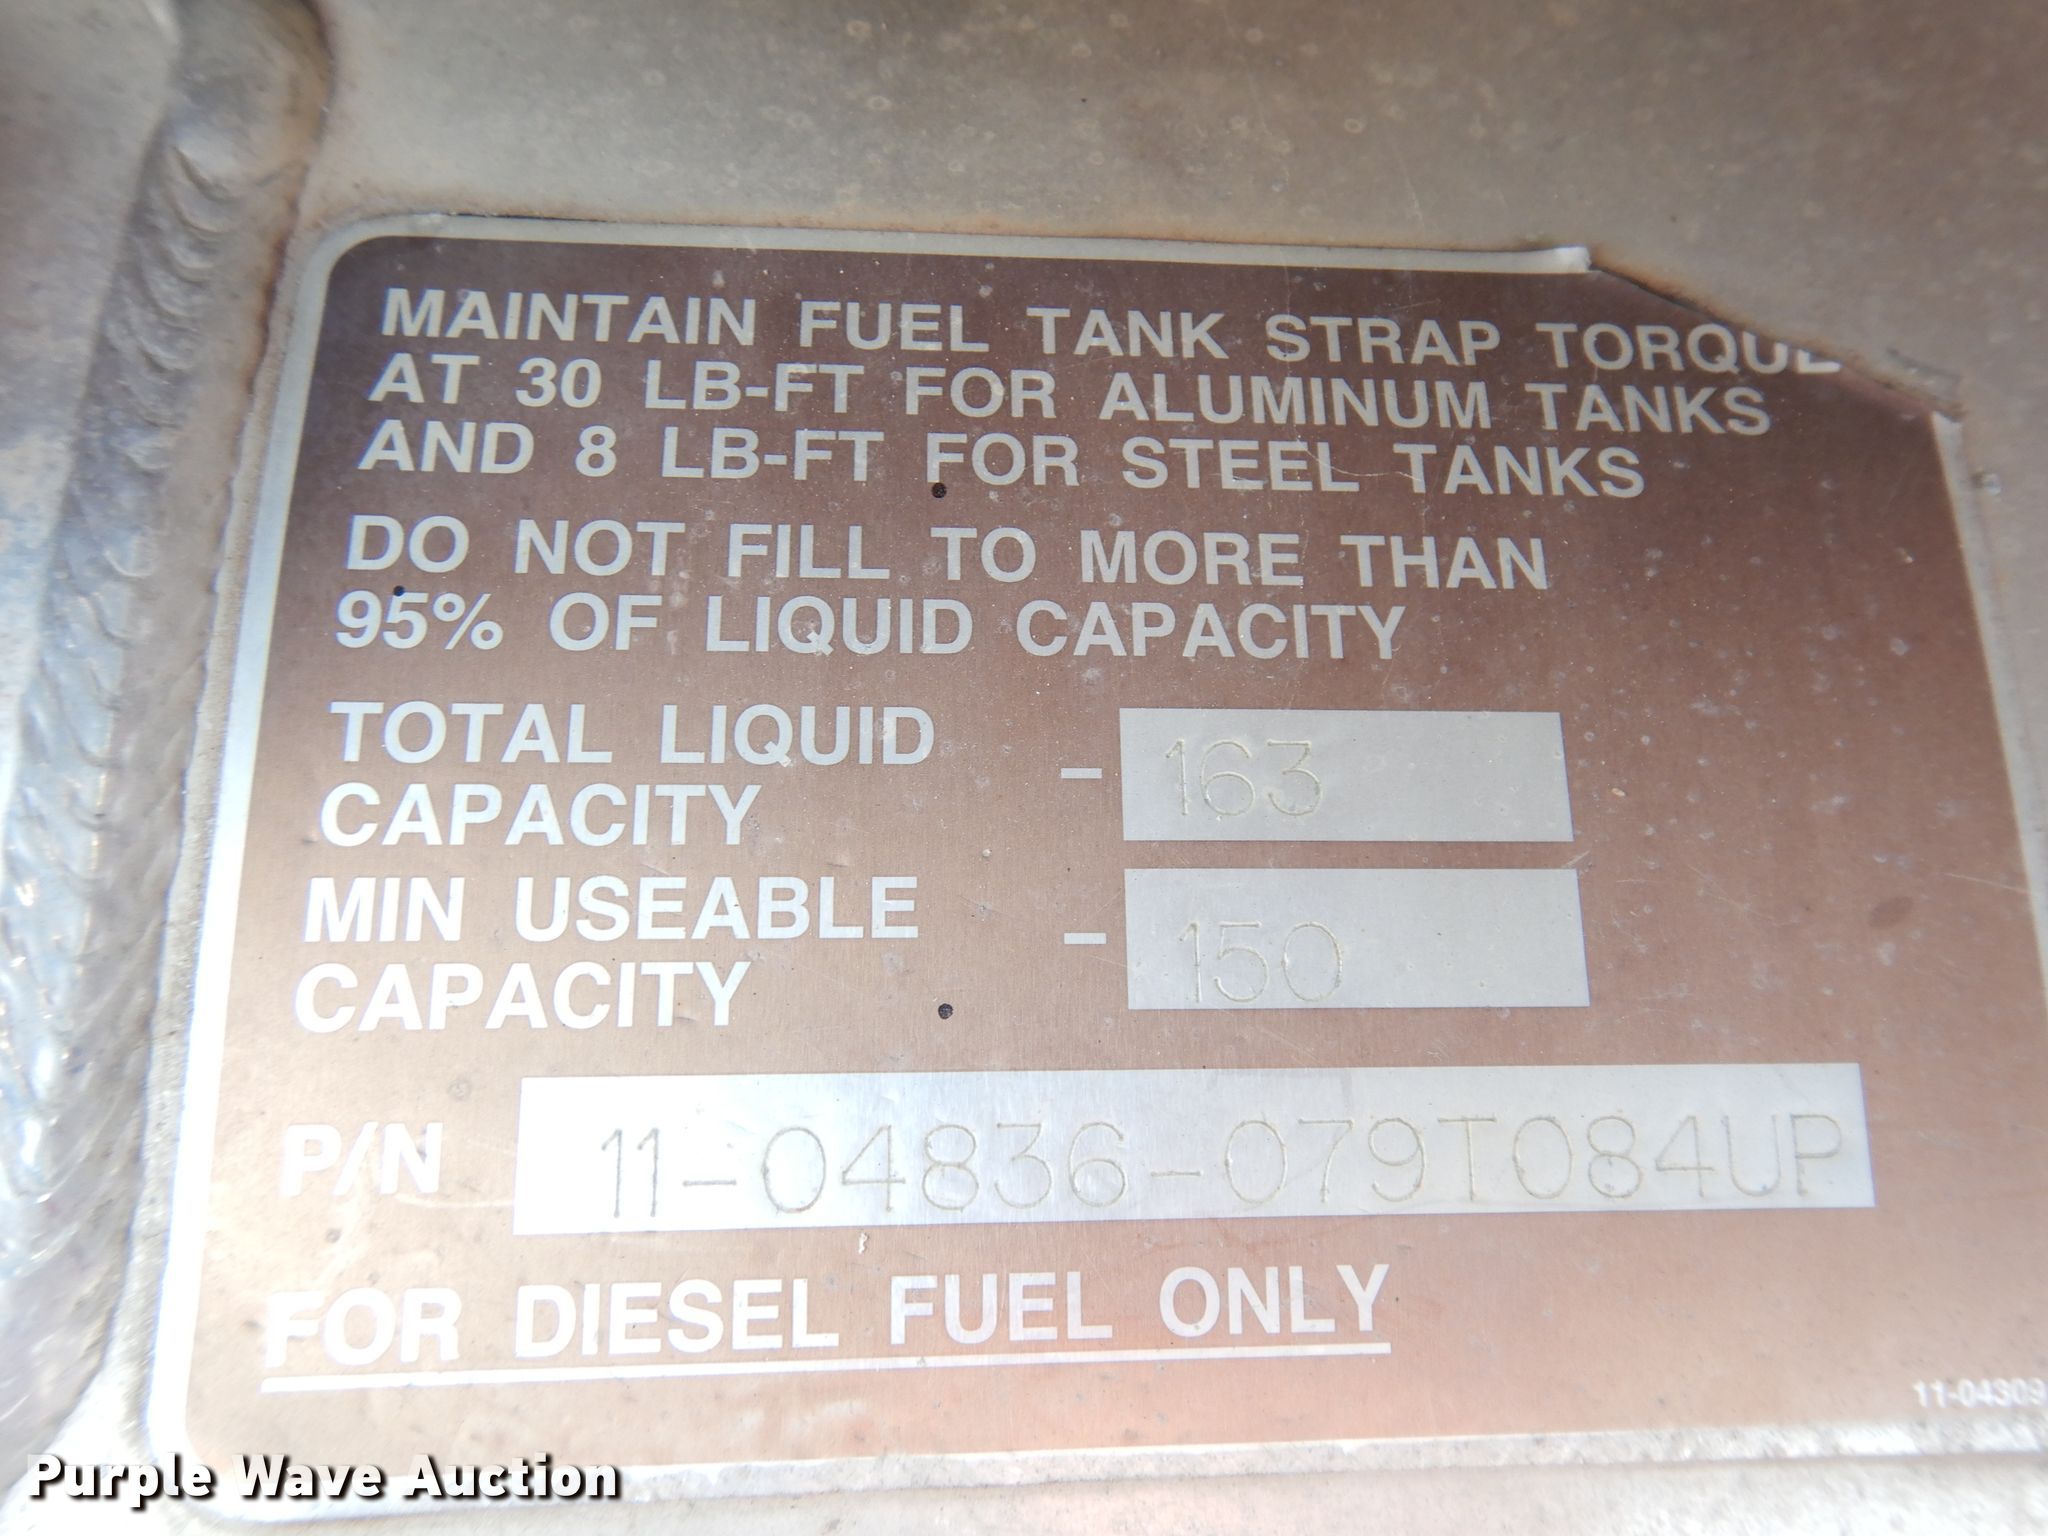 MAINTAIN FUEL TANK STRAP TORQUE
AT 30 LB-FT FOR ALUMINUM TANKS
AND 8 LB-FT FOR STEEL TANKS
DO NOT FILL TO MORE THAN
95% OF LIQUID CAPACITY
TOTAL LIQUID
CAPACITY - 163
MIN USEABLE
CAPACITY - 150
P/N 11-04836-079T084UP
FOR DIESEL FUEL ONLY
11-04309
Purple Wave Auction